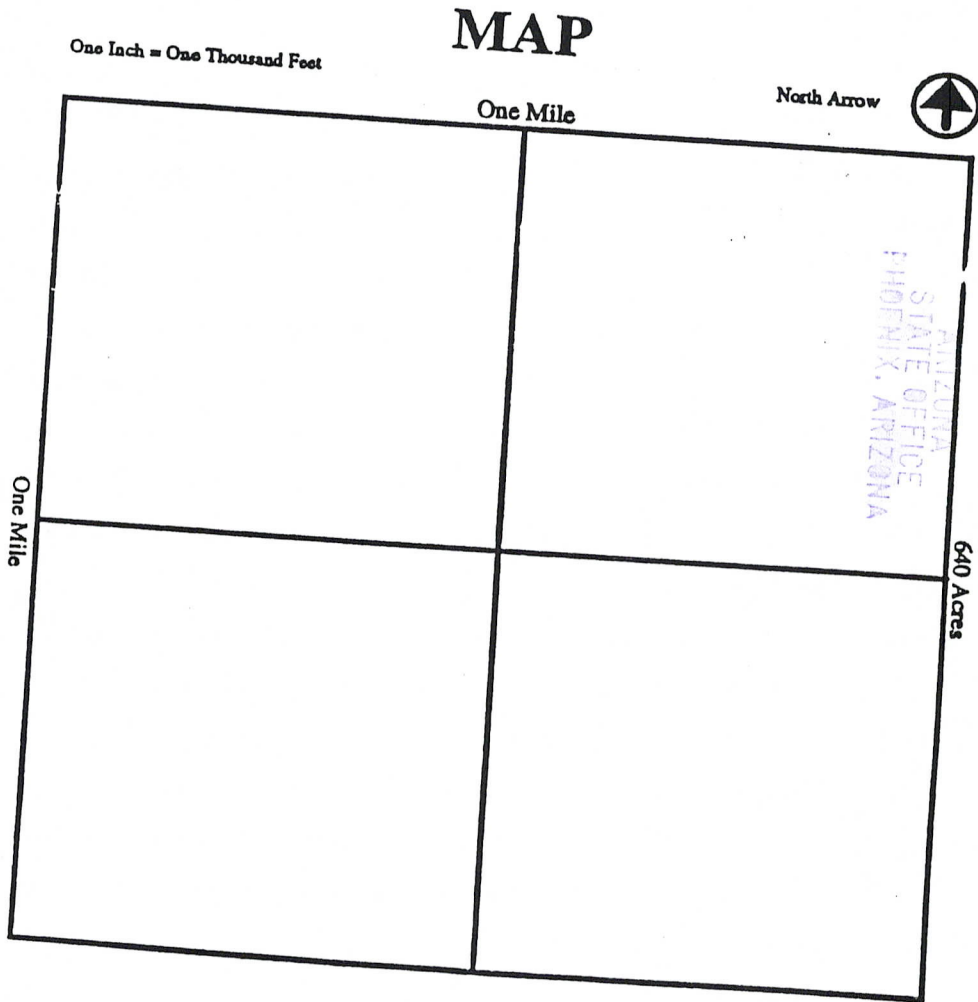 MAP
One Inch = One Thousand Feet
North Arrow
One Mile
ARIZONA
STATE OFFICE
PHOENIX, ARIZONA
One Mile
640 Acres